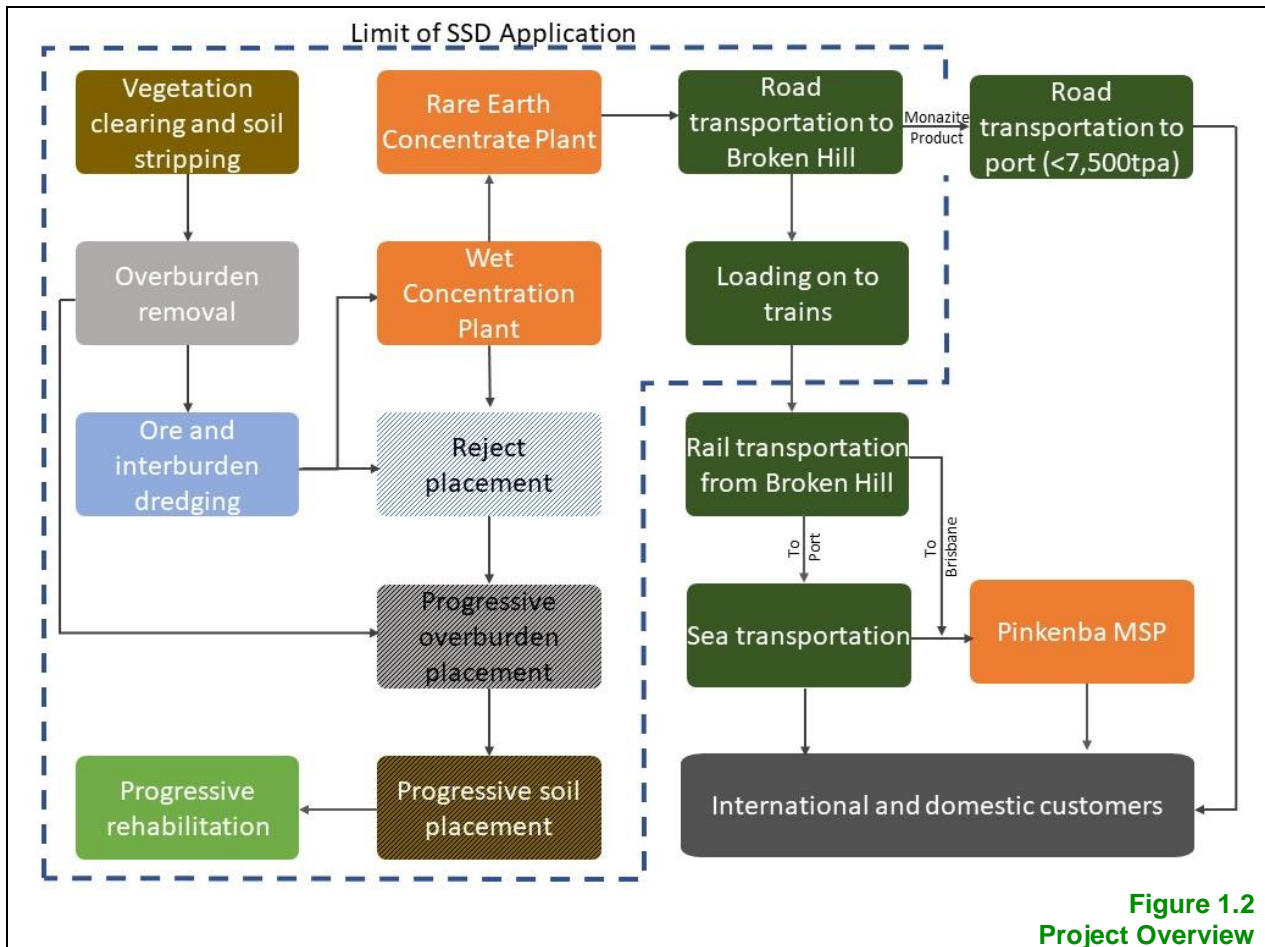 Limit of SSD Application
Vegetation
clearing and soil
stripping
Rare Earth
Concentrate Plant
Road
transportation to
Broken Hill
Monazite
Product
Road
transportation to
port (<7,500tpa)
Overburden
removal
Wet
Concentration
Plant
Loading on to
trains
Ore and
interburden
dredging
Reject
placement
Rail transportation
from Broken Hill
To
Port
To
Brisbane
Progressive
overburden
placement
Sea transportation
Pinkenba MSP
Progressive
rehabilitation
Progressive soil
placement
International and domestic customers
Figure 1.2
Project Overview